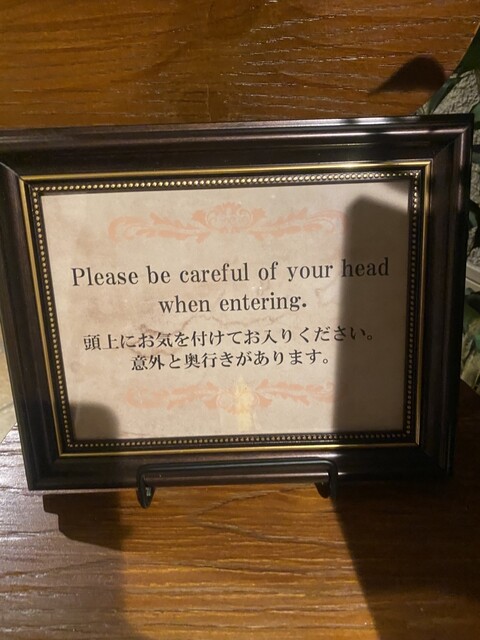 Please be careful of your head
when entering.
頭上にお気を付けてお入りください。
意外と奥行きがあります。